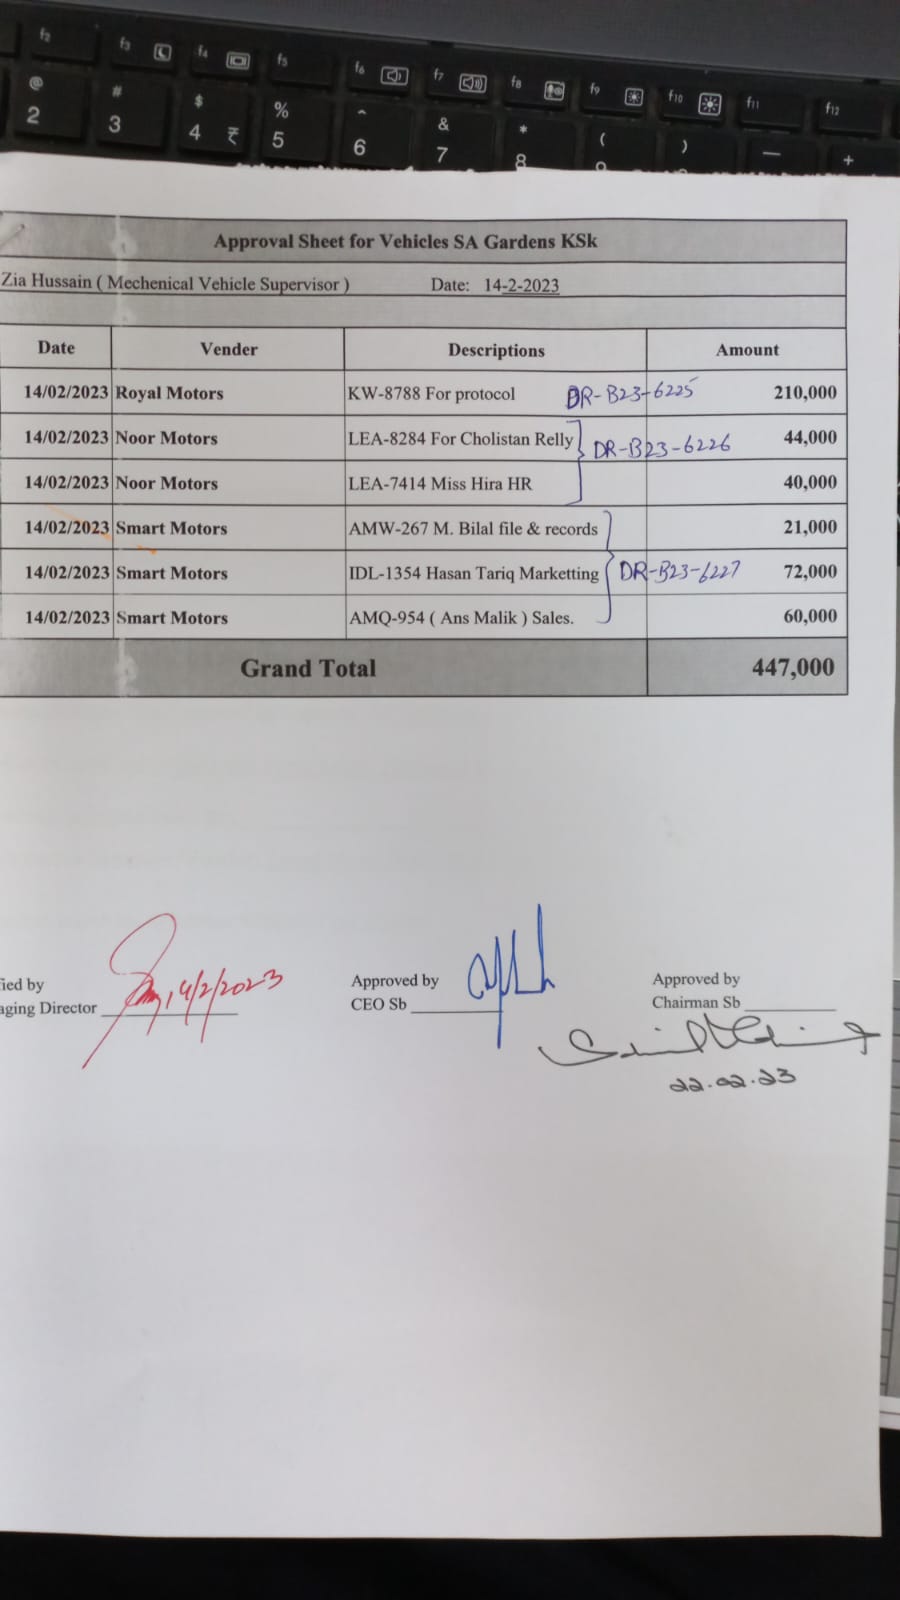 f2 f3 f4 f5 f6 f7 f8 f9 f10 f11 f12
@ # $ % ^ & * ( ) — +
2 3 4 ₹ 5 6 7 8
Approval Sheet for Vehicles SA Gardens KSk
Zia Hussain ( Mechenical Vehicle Supervisor ) Date: 14-2-2023
Date Vender Descriptions Amount
14/02/2023 Royal Motors KW-8788 For protocol DR-B23-6225 210,000
14/02/2023 Noor Motors LEA-8284 For Cholistan Relly DR-B23-6226 44,000
14/02/2023 Noor Motors LEA-7414 Miss Hira HR 40,000
14/02/2023 Smart Motors AMW-267 M. Bilal file & records 21,000
14/02/2023 Smart Motors IDL-1354 Hasan Tariq Marketting DR-B23-6227 72,000
14/02/2023 Smart Motors AMQ-954 ( Ans Malik ) Sales. 60,000
Grand Total 447,000
fied by 14/2/2023 Approved by Approved by
aging Director CEO Sb Chairman Sb
22.02.23